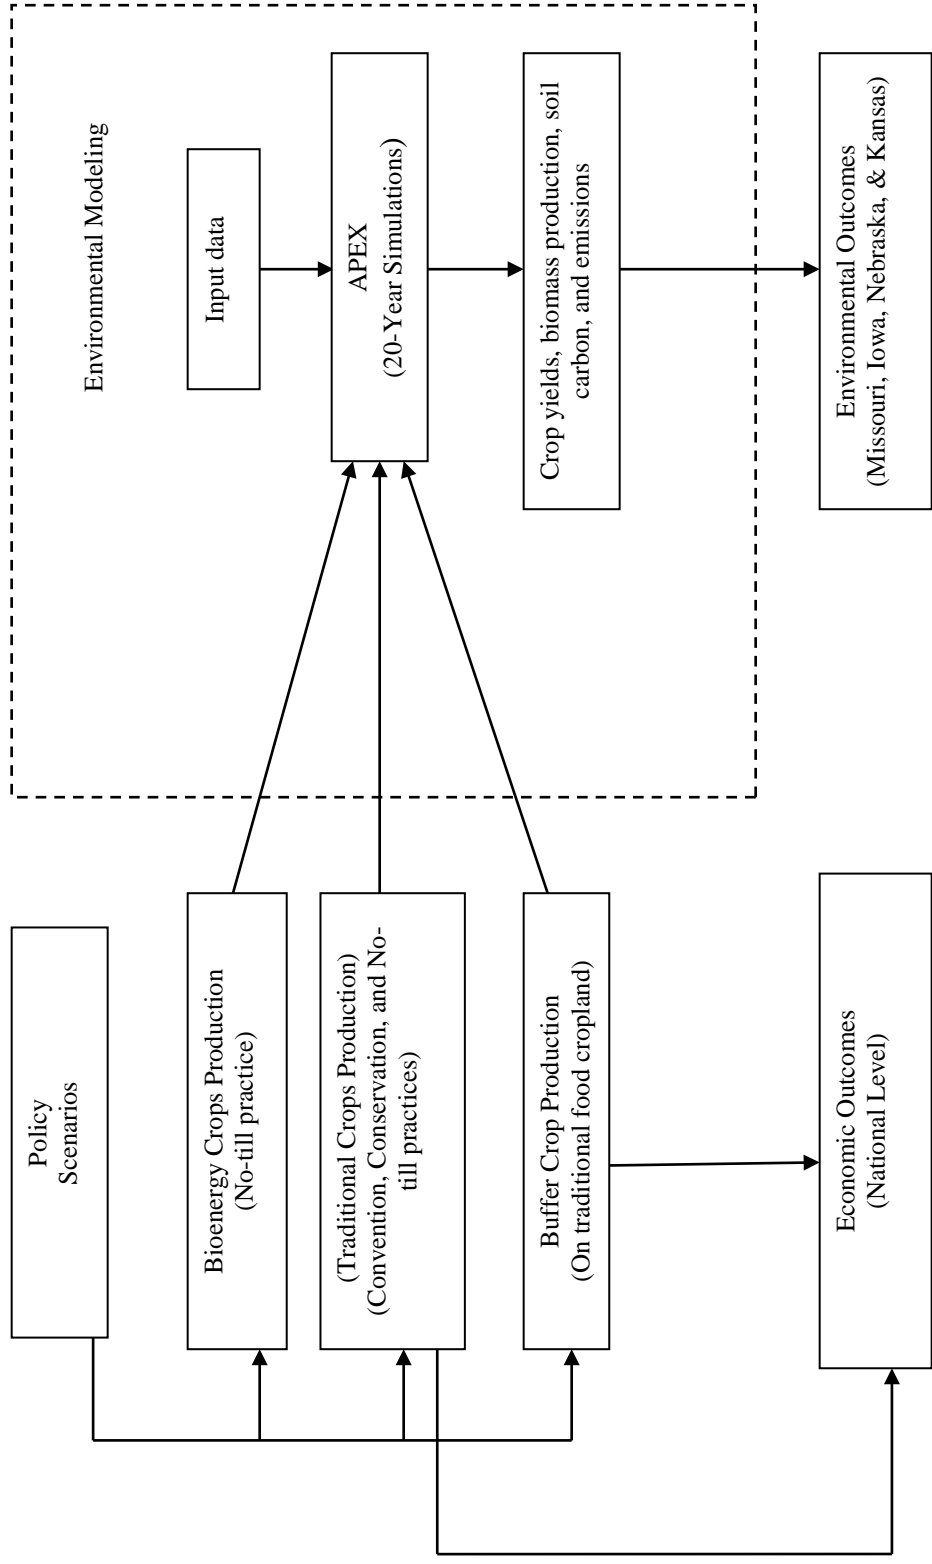 Policy
Scenarios
Bioenergy Crops Production
(No-till practice)
(Traditional Crops Production)
(Convention, Conservation, and No-
till practices)
Buffer Crop Production
(On traditional food cropland)
Economic Outcomes
(National Level)
Environmental Modeling
Input data
APEX
(20-Year Simulations)
Crop yields, biomass production, soil
carbon, and emissions
Environmental Outcomes
(Missouri, Iowa, Nebraska, & Kansas)